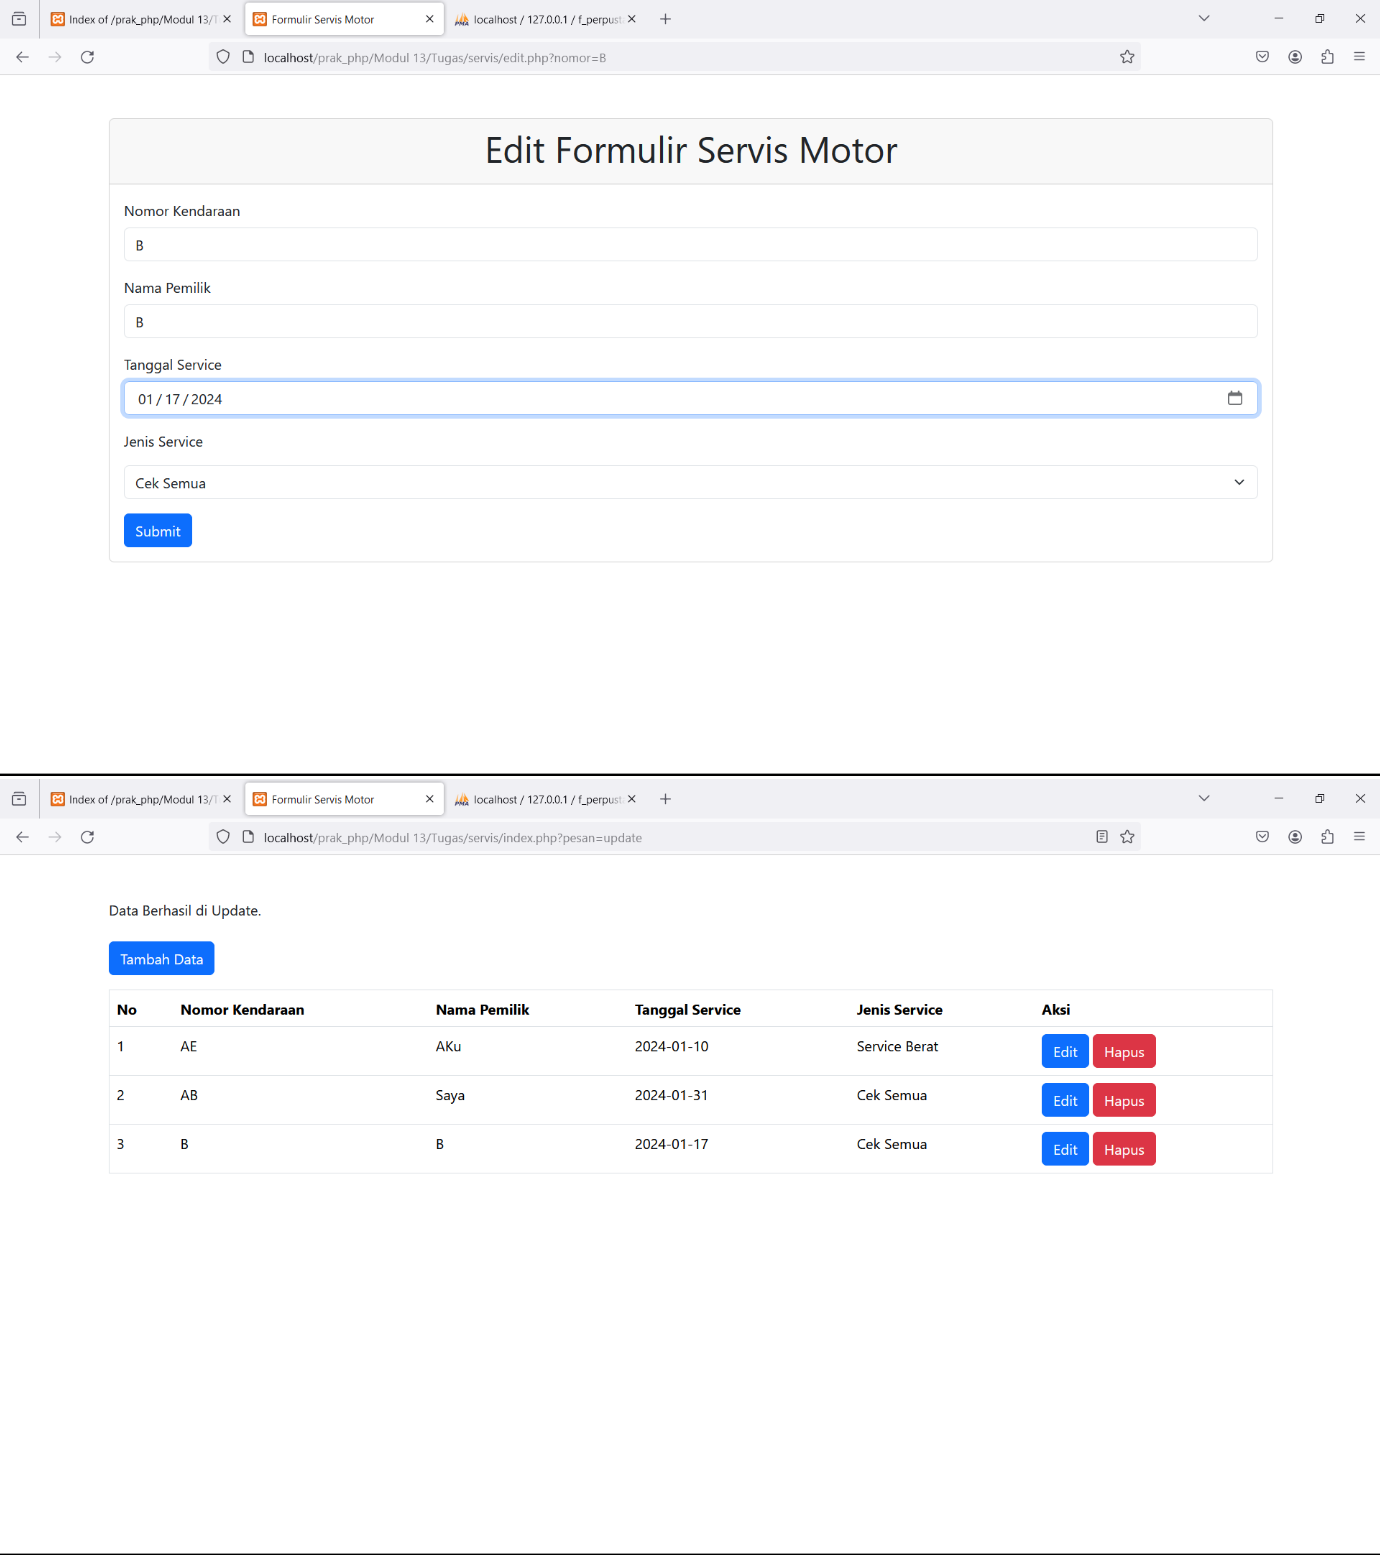 Index of /prak_php/Modul 13/T
Formulir Servis Motor
localhost / 127.0.0.1 / f_perpust
localhost/prak_php/Modul 13/Tugas/servis/edit.php?nomor=B
Edit Formulir Servis Motor
Nomor Kendaraan
B
Nama Pemilik
B
Tanggal Service
01 / 17 / 2024
Jenis Service
Cek Semua
Submit
Index of /prak_php/Modul 13/T
Formulir Servis Motor
localhost / 127.0.0.1 / f_perpust
localhost/prak_php/Modul 13/Tugas/servis/index.php?pesan=update
Data Berhasil di Update.
Tambah Data
No Nomor Kendaraan Nama Pemilik Tanggal Service Jenis Service Aksi
1 AE AKu 2024-01-10 Service Berat Edit Hapus
2 AB Saya 2024-01-31 Cek Semua Edit Hapus
3 B B 2024-01-17 Cek Semua Edit Hapus